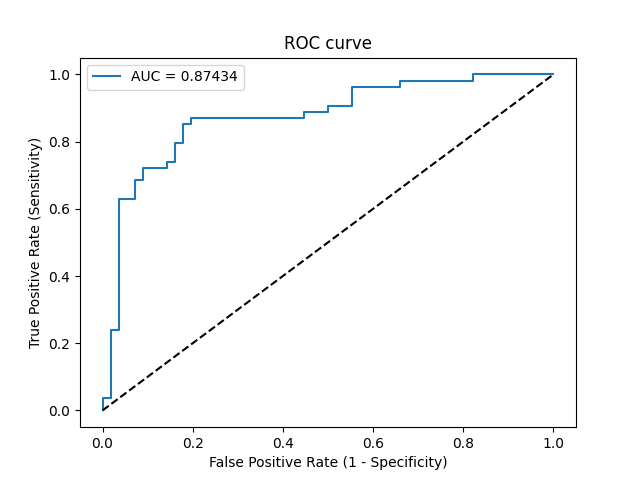 ROC curve
AUC = 0.87434
True Positive Rate (Sensitivity)
1.0
0.8
0.6
0.4
0.2
0.0
0.0 0.2 0.4 0.6 0.8 1.0
False Positive Rate (1 - Specificity)